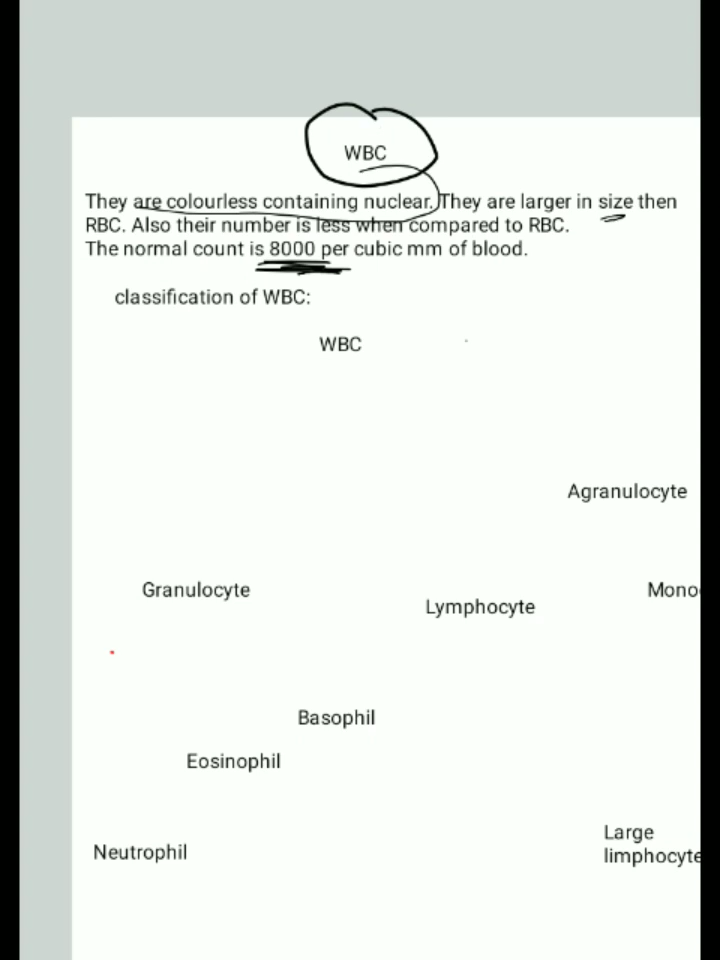 WBC
They are colourless containing nuclear. They are larger in size then
RBC. Also their number is less when compared to RBC.
The normal count is 8000 per cubic mm of blood.
classification of WBC:
WBC
Agranulocyte
Granulocyte
Mono
Lymphocyte
Basophil
Eosinophil
Large
limphocyte
Neutrophil